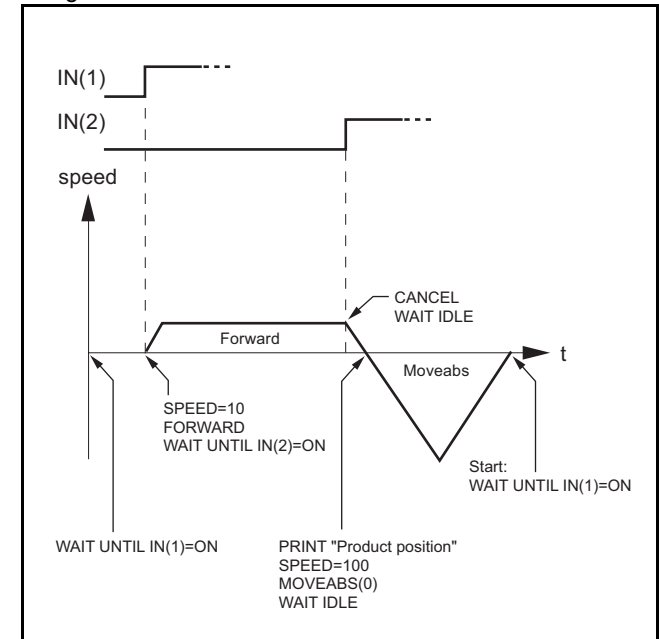 IN(1)
IN(2)
speed
CANCEL
WAIT IDLE
Forward
t
Moveabs
SPEED=10
FORWARD
WAIT UNTIL IN(2)=ON
Start:
WAIT UNTIL IN(1)=ON
WAIT UNTIL IN(1)=ON
PRINT "Product position"
SPEED=100
MOVEABS(0)
WAIT IDLE